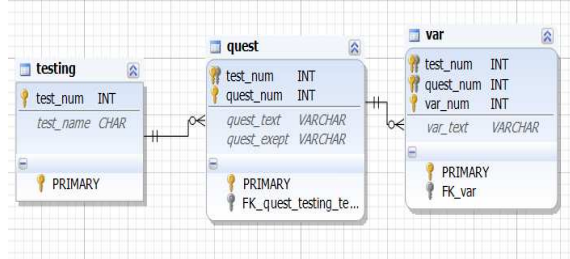 testing
test_num INT
test_name CHAR
PRIMARY
quest
test_num INT
quest_num INT
quest_text VARCHAR
quest_exept VARCHAR
PRIMARY
FK_quest_testing_te...
var
test_num INT
quest_num INT
var_num INT
var_text VARCHAR
PRIMARY
FK_var